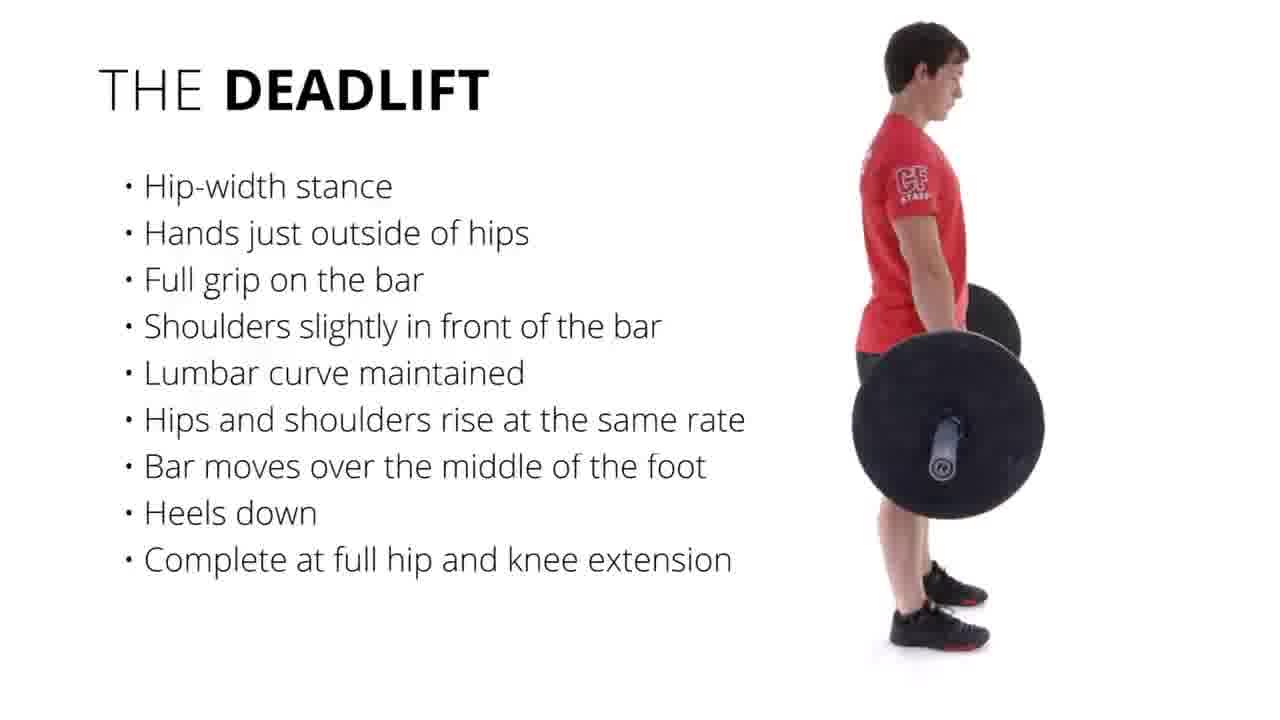 THE DEADLIFT
• Hip-width stance
• Hands just outside of hips
• Full grip on the bar
• Shoulders slightly in front of the bar
• Lumbar curve maintained
• Hips and shoulders rise at the same rate
• Bar moves over the middle of the foot
• Heels down
• Complete at full hip and knee extension
CF
STAFF